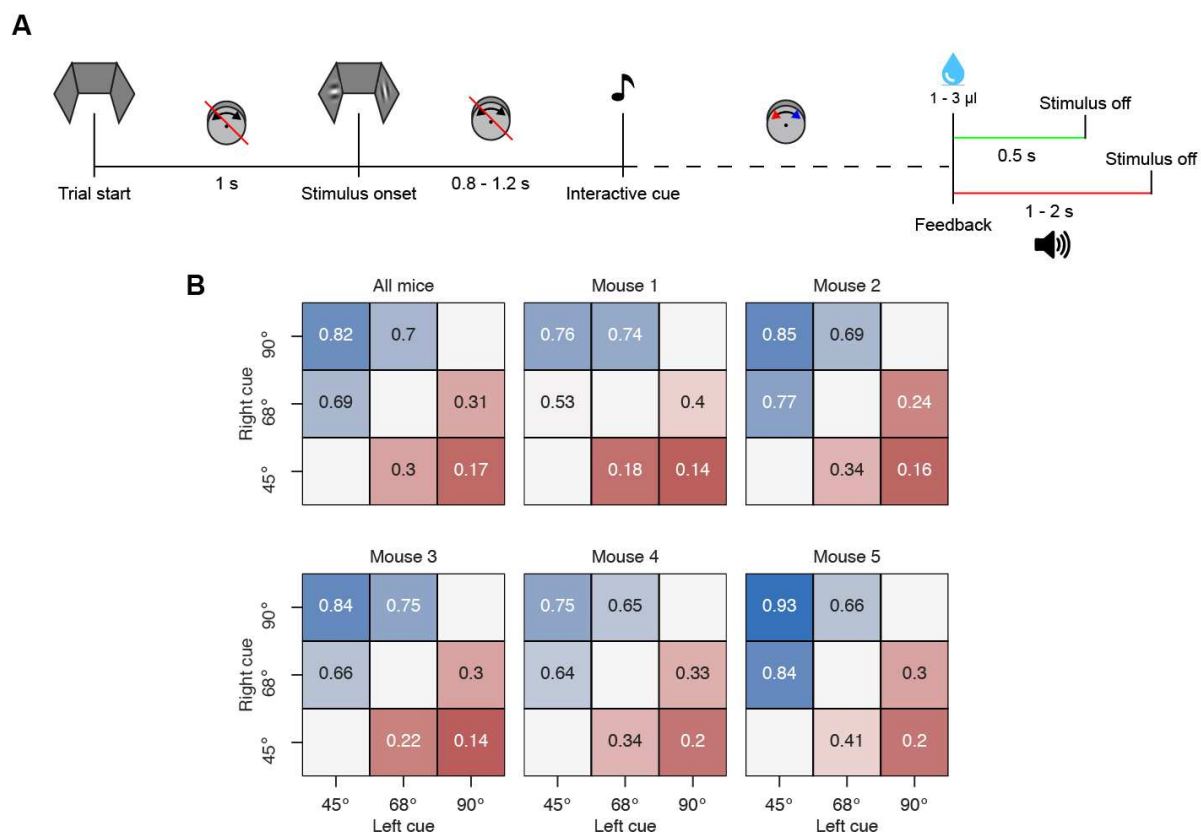 A
1 - 3 µl
Stimulus off
0.5 s
Stimulus off
1 s
0.8 - 1.2 s
Trial start
Stimulus onset
Interactive cue
1 - 2 s
Feedback
B
All mice
Mouse 1
Mouse 2
Right cue
90°
0.82 0.7
0.76 0.74
0.85 0.69
68°
0.69 0.31
0.53 0.4
0.77 0.24
45°
0.3 0.17
0.18 0.14
0.34 0.16
Mouse 3
Mouse 4
Mouse 5
Right cue
90°
0.84 0.75
0.75 0.65
0.93 0.66
68°
0.66 0.3
0.64 0.33
0.84 0.3
45°
0.22 0.14
0.34 0.2
0.41 0.2
45° 68° 90°
45° 68° 90°
45° 68° 90°
Left cue
Left cue
Left cue